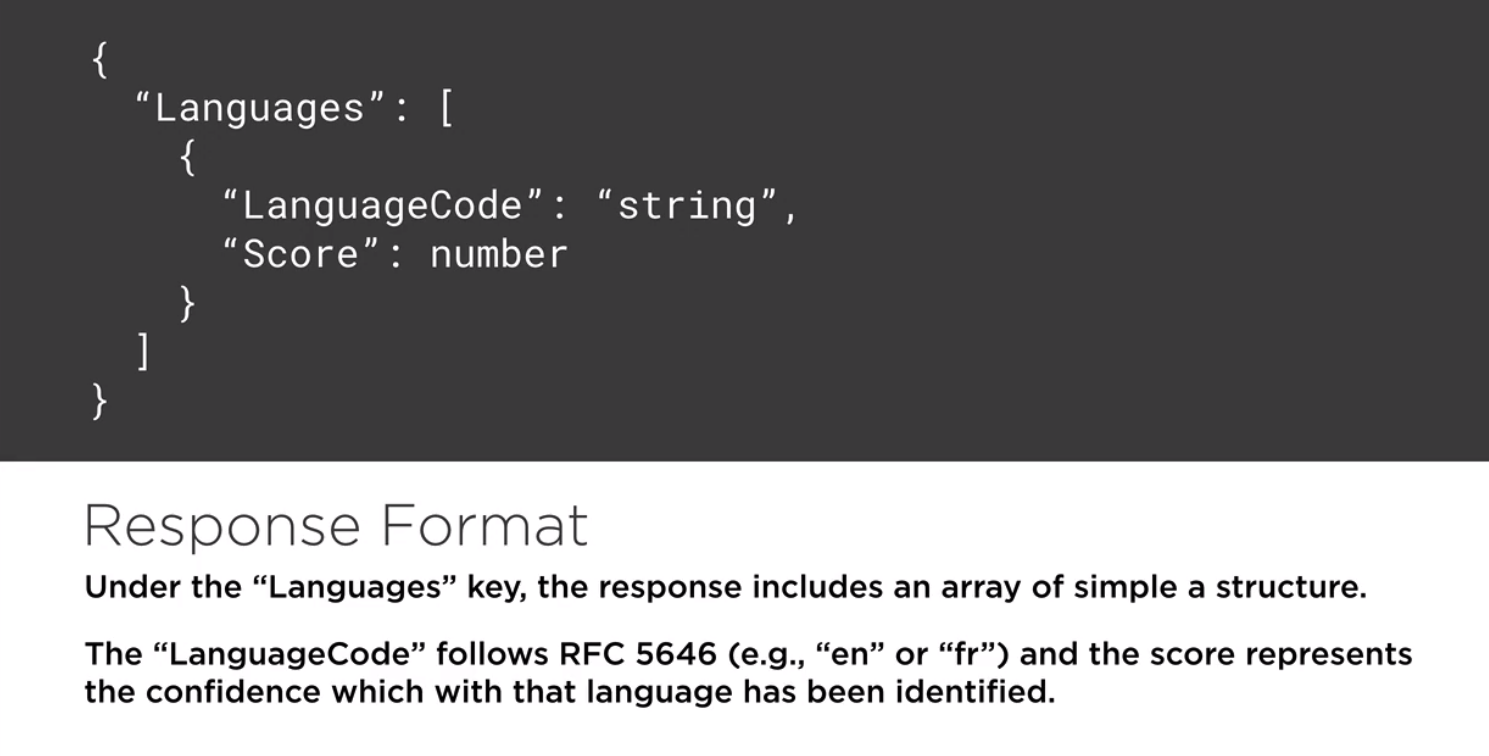 {
“Languages”: [
{
“LanguageCode”: “string”,
“Score”: number
}
]
}
Response Format
Under the “Languages” key, the response includes an array of simple a structure.
The “LanguageCode” follows RFC 5646 (e.g., “en” or “fr”) and the score represents
the confidence which with that language has been identified.